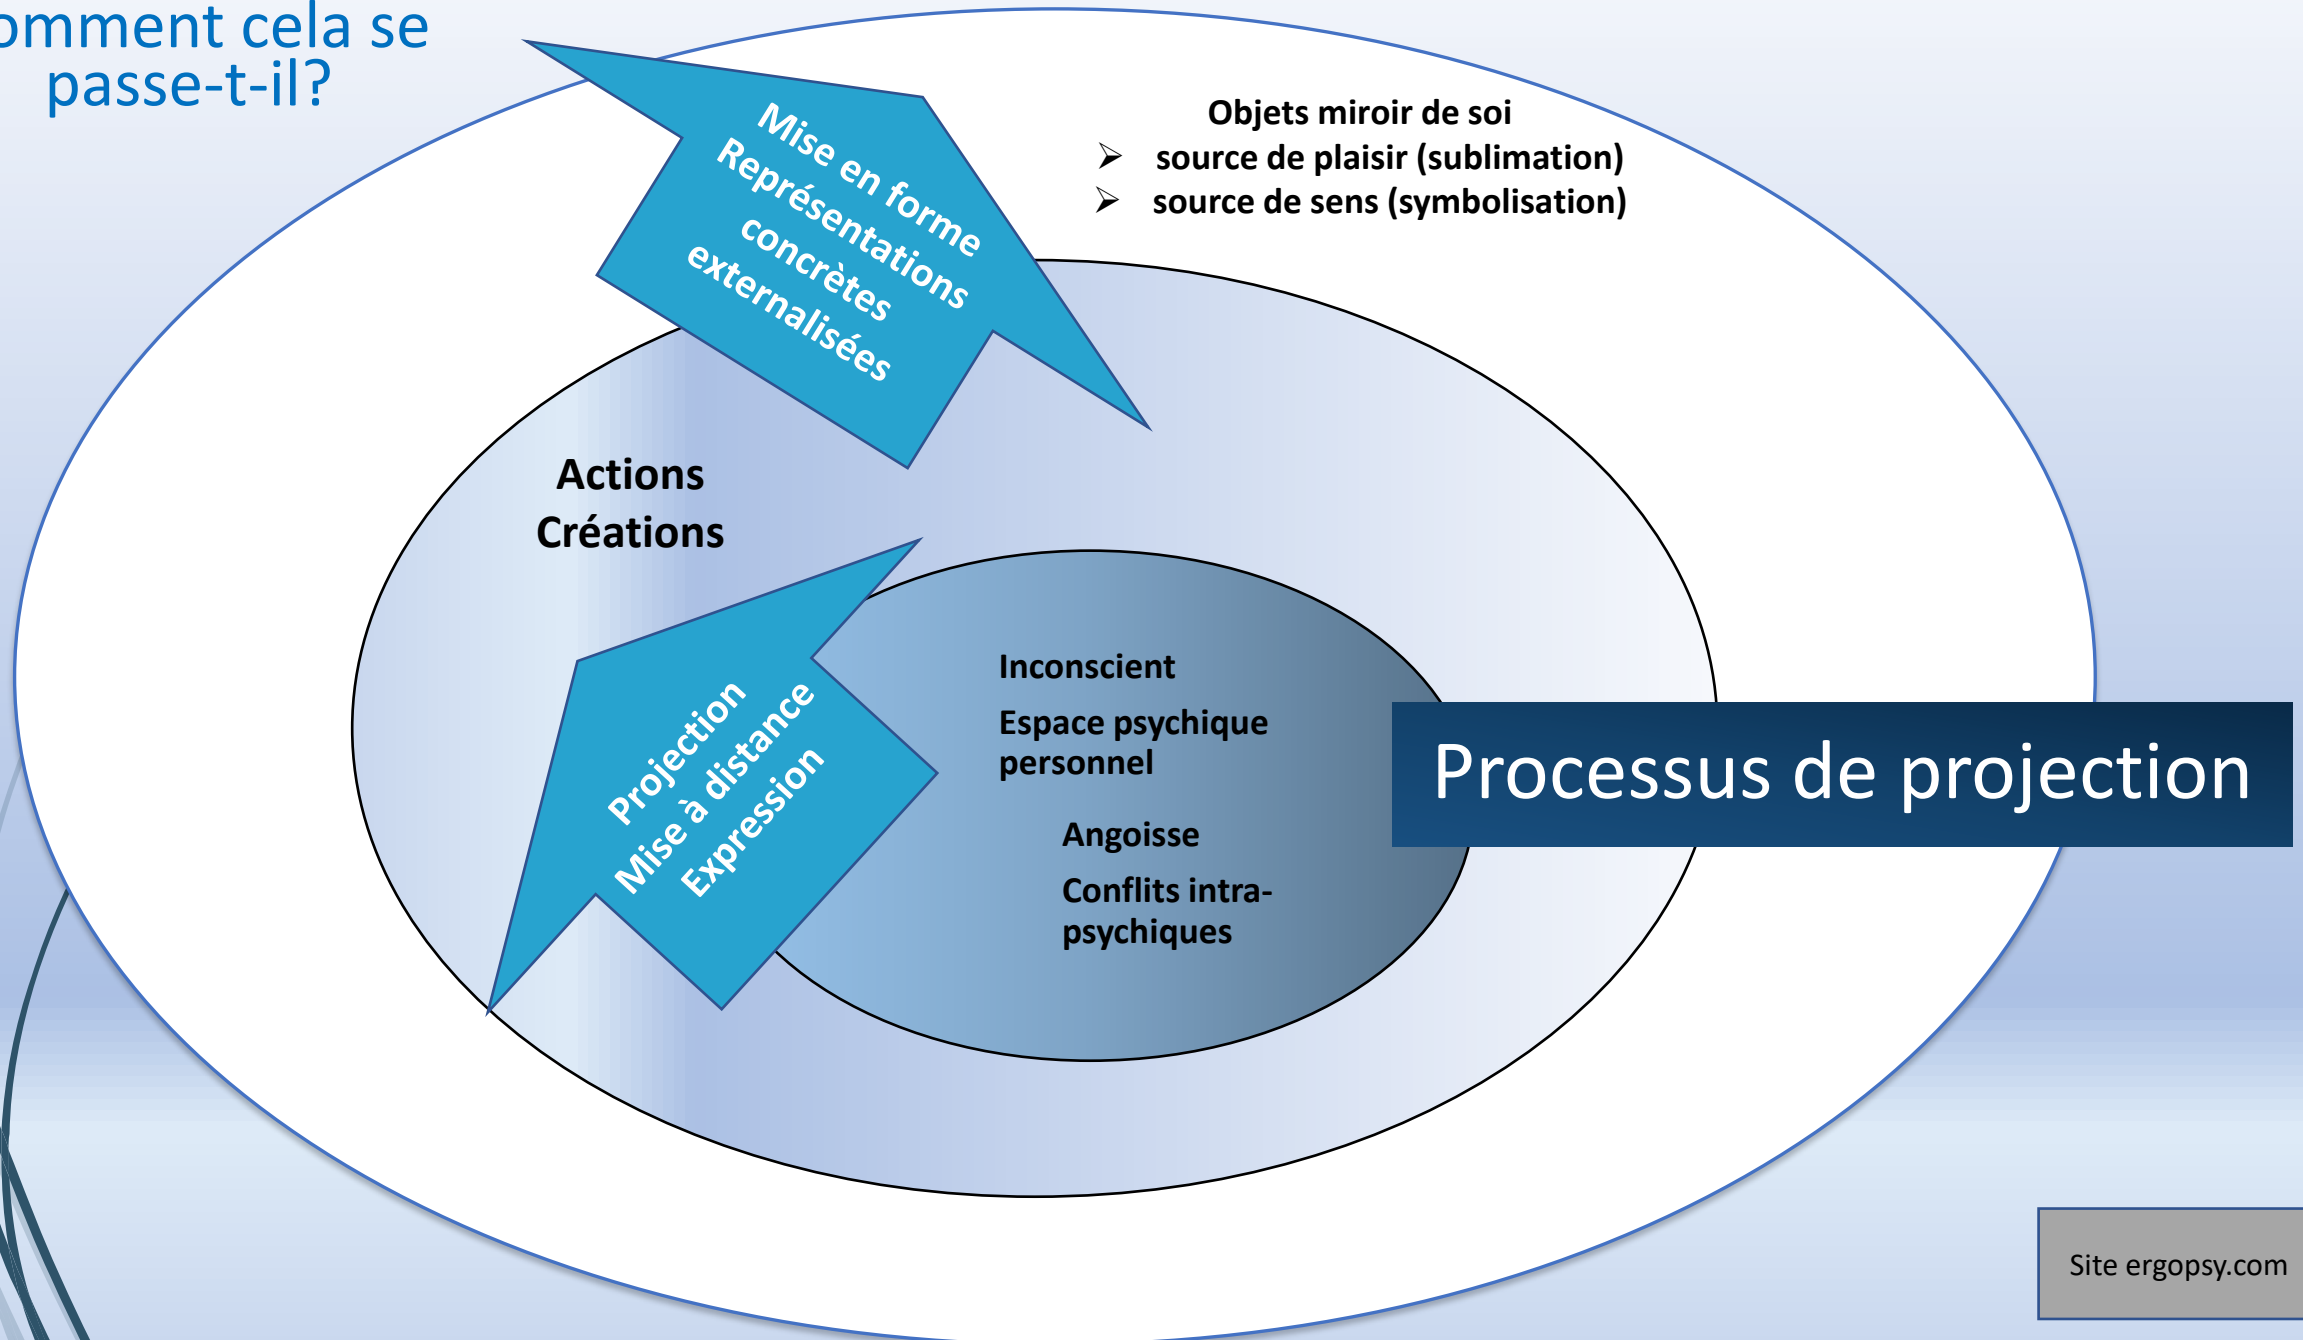 omment cela se
passe-t-il?
Mise en forme
Représentations
concrètes
externalisées
Objets miroir de soi
➢ source de plaisir (sublimation)
➢ source de sens (symbolisation)
Actions
Créations
Projection
Mise à distance
Expression
Inconscient
Espace psychique
personnel
Angoisse
Conflits intra-
psychiques
Processus de projection
Site ergopsy.com